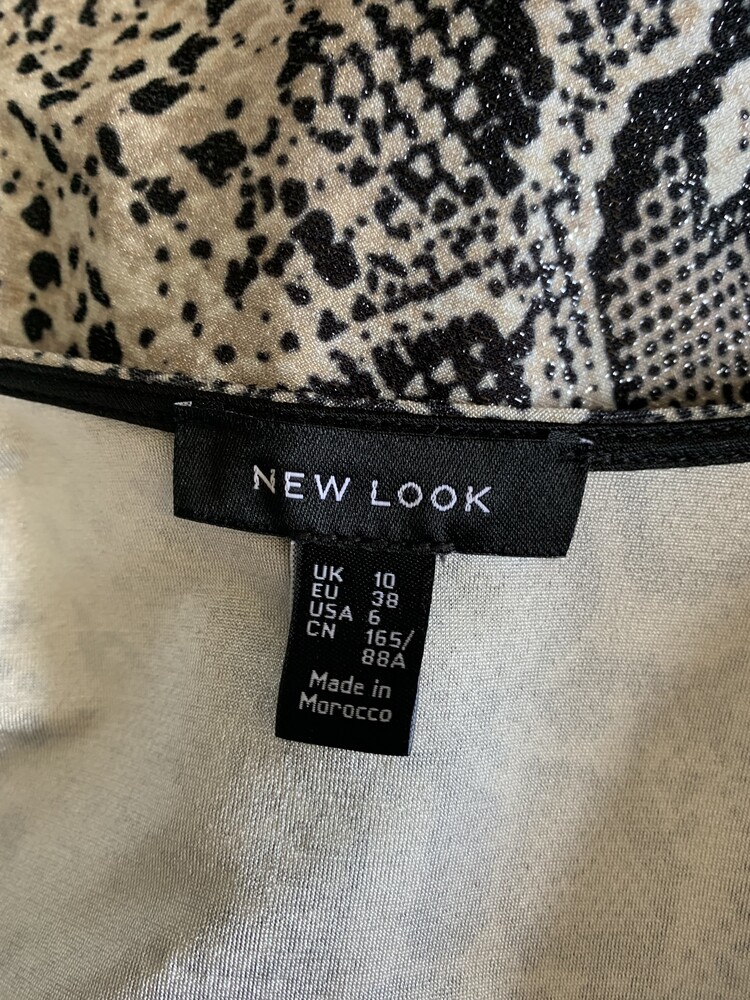 NEW LOOK
UK 10
EU 38
USA 6
CN 165/
88A
Made in
Morocco